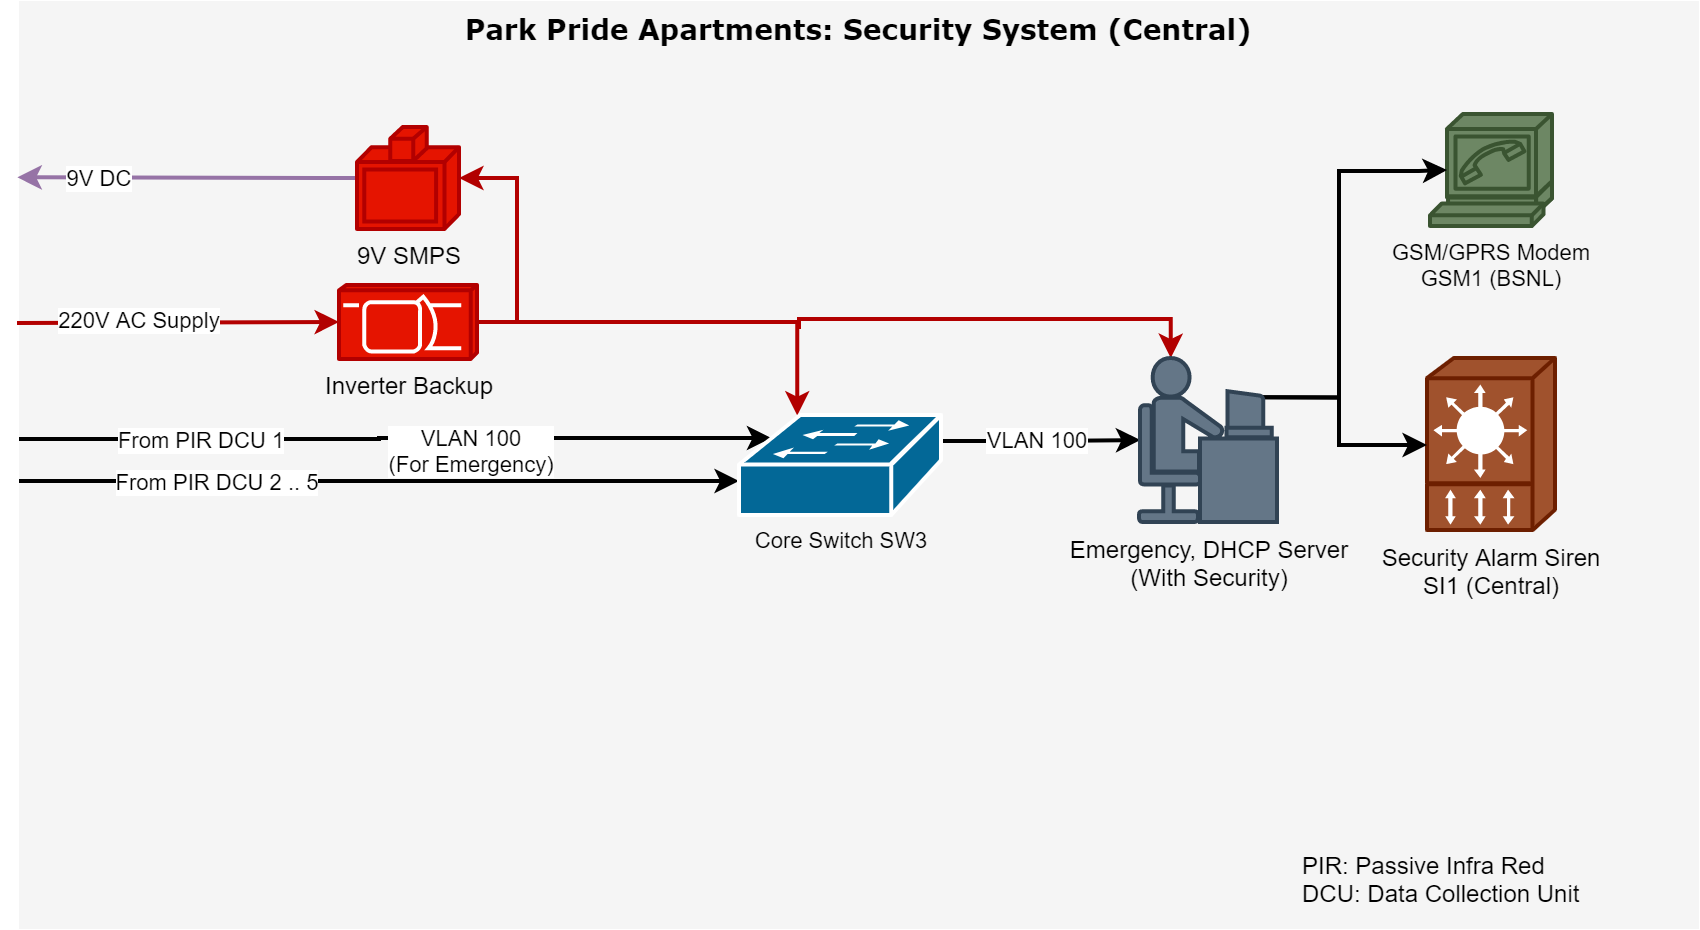 Park Pride Apartments: Security System (Central)
9V DC
9V SMPS
GSM/GPRS Modem
GSM1 (BSNL)
220V AC Supply
Inverter Backup
From PIR DCU 1
VLAN 100
(For Emergency)
VLAN 100
From PIR DCU 2 .. 5
Core Switch SW3
Emergency, DHCP Server
(With Security)
Security Alarm Siren
SI1 (Central)
PIR: Passive Infra Red
DCU: Data Collection Unit